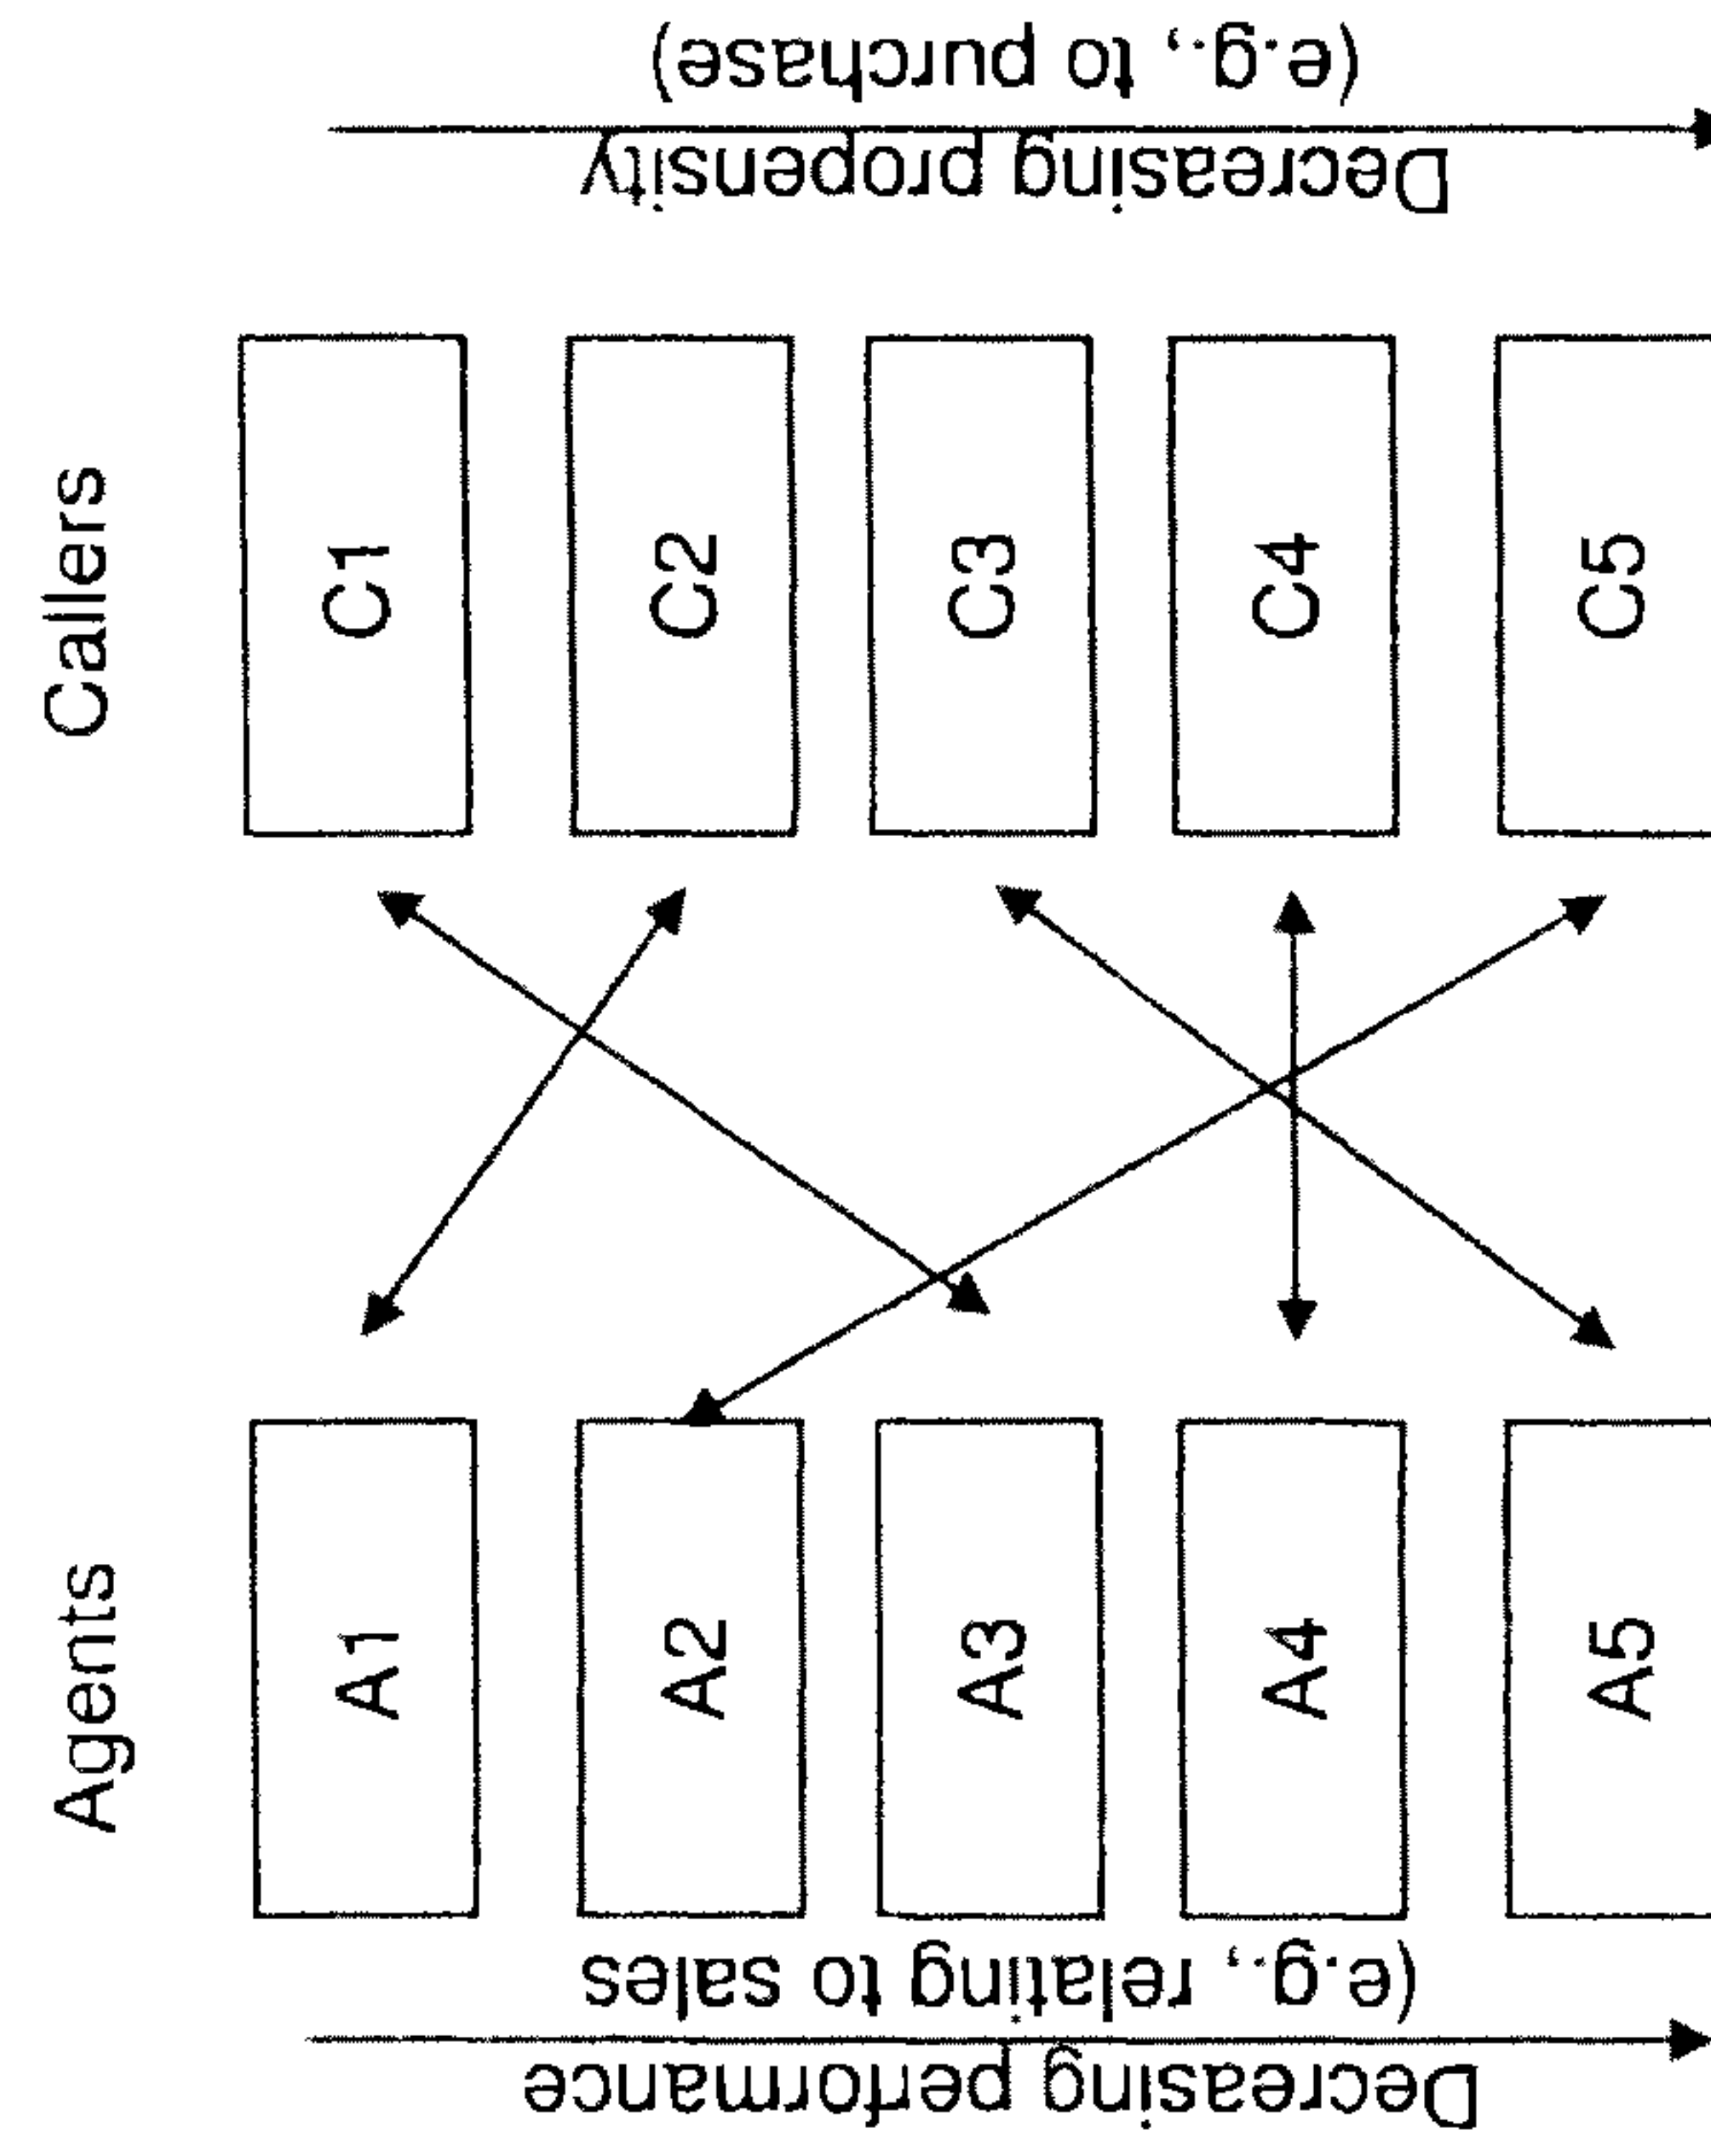 Agents
Callers
A1
C1
A2
C2
A3
C3
A4
C4
A5
C5
Decreasing performance
(e.g., relating to sales
Decreasing propensity
(e.g., to purchase)